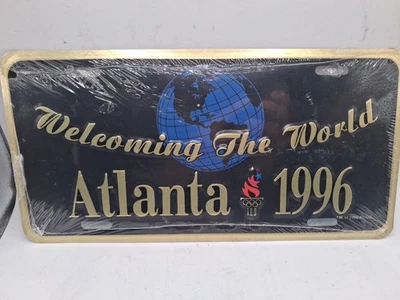 Welcoming The World
Atlanta 1996